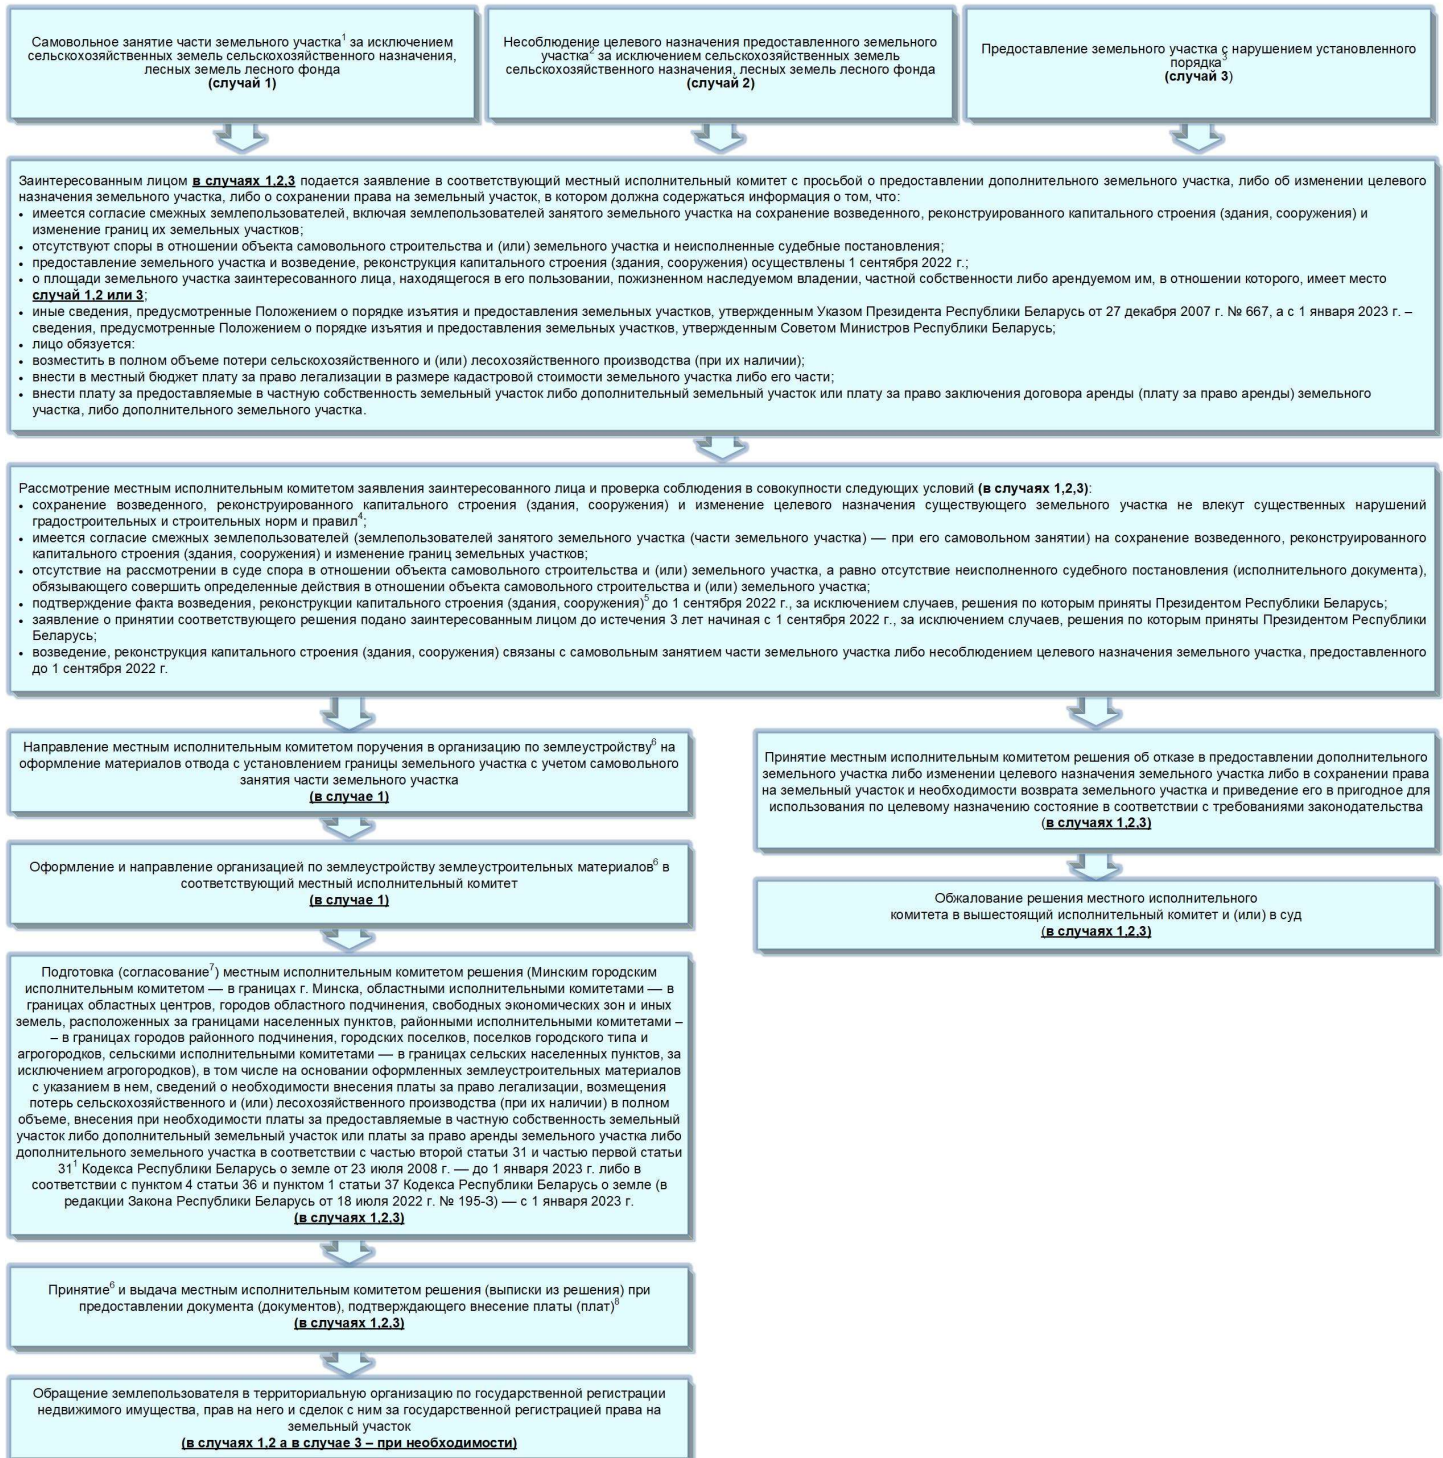 Самовольное занятие части земельного участка¹ за исключением
сельскохозяйственных земель сельскохозяйственного назначения,
лесных земель лесного фонда
(случай 1)
Несоблюдение целевого назначения предоставленного земельного
участка² за исключением сельскохозяйственных земель
сельскохозяйственного назначения, лесных земель лесного фонда
(случай 2)
Предоставление земельного участка с нарушением установленного
порядка³
(случай 3)
Заинтересованным лицом в случаях 1,2,3 подается заявление в соответствующий местный исполнительный комитет с просьбой о предоставлении дополнительного земельного участка, либо об изменении целевого
назначения земельного участка, либо о сохранении права на земельный участок, в котором должна содержаться информация о том, что:
• имеется согласие смежных землепользователей, включая землепользователей занятого земельного участка на сохранение возведенного, реконструированного капитального строения (здания, сооружения) и
изменение границ их земельных участков;
• отсутствуют споры в отношении объекта самовольного строительства и (или) земельного участка и неисполненные судебные постановления;
• предоставление земельного участка и возведение, реконструкция капитального строения (здания, сооружения) осуществлены 1 сентября 2022 г.;
• о площади земельного участка заинтересованного лица, находящегося в его пользовании, пожизненном наследуемом владении, частной собственности либо арендуемом им, в отношении которого, имеет место
случай 1,2 или 3;
• иные сведения, предусмотренные Положением о порядке изъятия и предоставления земельных участков, утвержденным Указом Президента Республики Беларусь от 27 декабря 2007 г. № 667, а с 1 января 2023 г. –
сведения, предусмотренные Положением о порядке изъятия и предоставления земельных участков, утвержденным Советом Министров Республики Беларусь;
• лицо обязуется:
• возместить в полном объеме потери сельскохозяйственного и (или) лесохозяйственного производства (при их наличии);
• внести в местный бюджет плату за право легализации в размере кадастровой стоимости земельного участка либо его части;
• внести плату за предоставляемые в частную собственность земельный участок либо дополнительный земельный участок или плату за право заключения договора аренды (плату за право аренды) земельного
участка, либо дополнительного земельного участка.
Рассмотрение местным исполнительным комитетом заявления заинтересованного лица и проверка соблюдения в совокупности следующих условий (в случаях 1,2,3):
• сохранение возведенного, реконструированного капитального строения (здания, сооружения) и изменение целевого назначения существующего земельного участка не влекут существенных нарушений
градостроительных и строительных норм и правил⁴;
• имеется согласие смежных землепользователей (землепользователей занятого земельного участка (части земельного участка) — при его самовольном занятии) на сохранение возведенного, реконструированного
капитального строения (здания, сооружения) и изменение границ земельных участков;
• отсутствие на рассмотрении в суде спора в отношении объекта самовольного строительства и (или) земельного участка, а равно отсутствие неисполненного судебного постановления (исполнительного документа),
обязывающего совершить определенные действия в отношении объекта самовольного строительства и (или) земельного участка;
• подтверждение факта возведения, реконструкции капитального строения (здания, сооружения)⁵ до 1 сентября 2022 г., за исключением случаев, решения по которым приняты Президентом Республики Беларусь;
• заявление о принятии соответствующего решения подано заинтересованным лицом до истечения 3 лет начиная с 1 сентября 2022 г., за исключением случаев, решения по которым приняты Президентом Республики
Беларусь;
• возведение, реконструкция капитального строения (здания, сооружения) связаны с самовольным занятием части земельного участка либо несоблюдением целевого назначения земельного участка, предоставленного
до 1 сентября 2022 г.
Направление местным исполнительным комитетом поручения в организацию по землеустройству⁶ на
оформление материалов отвода с установлением границы земельного участка с учетом самовольного
занятия части земельного участка
(в случае 1)
Оформление и направление организацией по землеустройству землеустроительных материалов⁶ в
соответствующий местный исполнительный комитет
(в случае 1)
Подготовка (согласование⁷) местным исполнительным комитетом решения (Минским городским
исполнительным комитетом — в границах г. Минска, областными исполнительными комитетами — в
границах областных центров, городов областного подчинения, свободных экономических зон и иных
земель, расположенных за границами населенных пунктов, районными исполнительными комитетами –
– в границах городов районного подчинения, городских поселков, поселков городского типа и
агрогородков, сельскими исполнительными комитетами — в границах сельских населенных пунктов, за
исключением агрогородков), в том числе на основании оформленных землеустроительных материалов
с указанием в нем, сведений о необходимости внесения платы за право легализации, возмещения
потерь сельскохозяйственного и (или) лесохозяйственного производства (при их наличии) в полном
объеме, внесения при необходимости платы за предоставляемые в частную собственность земельный
участок либо дополнительный земельный участок или платы за право аренды земельного участка либо
дополнительного земельного участка в соответствии с частью второй статьи 31 и частью первой статьи
31¹ Кодекса Республики Беларусь о земле от 23 июля 2008 г. — до 1 января 2023 г. либо в
соответствии с пунктом 4 статьи 36 и пунктом 1 статьи 37 Кодекса Республики Беларусь о земле (в
редакции Закона Республики Беларусь от 18 июля 2022 г. № 195-З) — с 1 января 2023 г.
(в случаях 1,2,3)
Принятие⁶ и выдача местным исполнительным комитетом решения (выписки из решения) при
предоставлении документа (документов), подтверждающего внесение платы (плат)⁸
(в случаях 1,2,3)
Обращение землепользователя в территориальную организацию по государственной регистрации
недвижимого имущества, прав на него и сделок с ним за государственной регистрацией права на
земельный участок
(в случаях 1,2 а в случае 3 – при необходимости)
Принятие местным исполнительным комитетом решения об отказе в предоставлении дополнительного
земельного участка либо изменении целевого назначения земельного участка либо в сохранении права
на земельный участок и необходимости возврата земельного участка и приведение его в пригодное для
использования по целевому назначению состояние в соответствии с требованиями законодательства
(в случаях 1,2,3)
Обжалование решения местного исполнительного
комитета в вышестоящий исполнительный комитет и (или) в суд
(в случаях 1,2,3)